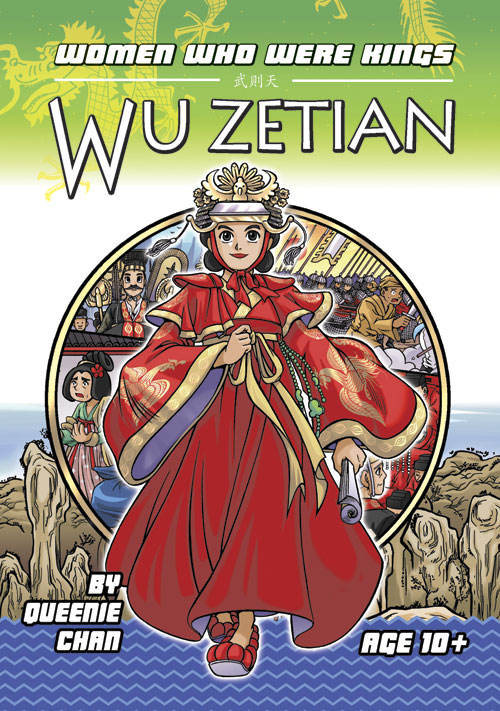 WOMEN WHO WERE KINGS
武則天
WU ZETIAN
BY
QUEENIE
CHAN
AGE 10+